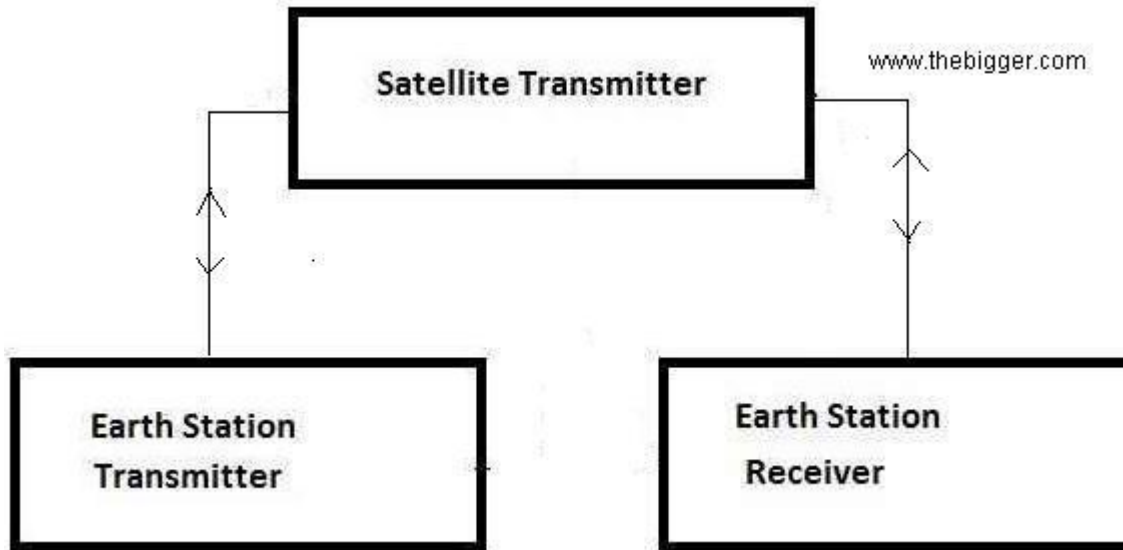 Satellite Transmitter
www.thebigger.com
Earth Station
Transmitter
Earth Station
Receiver